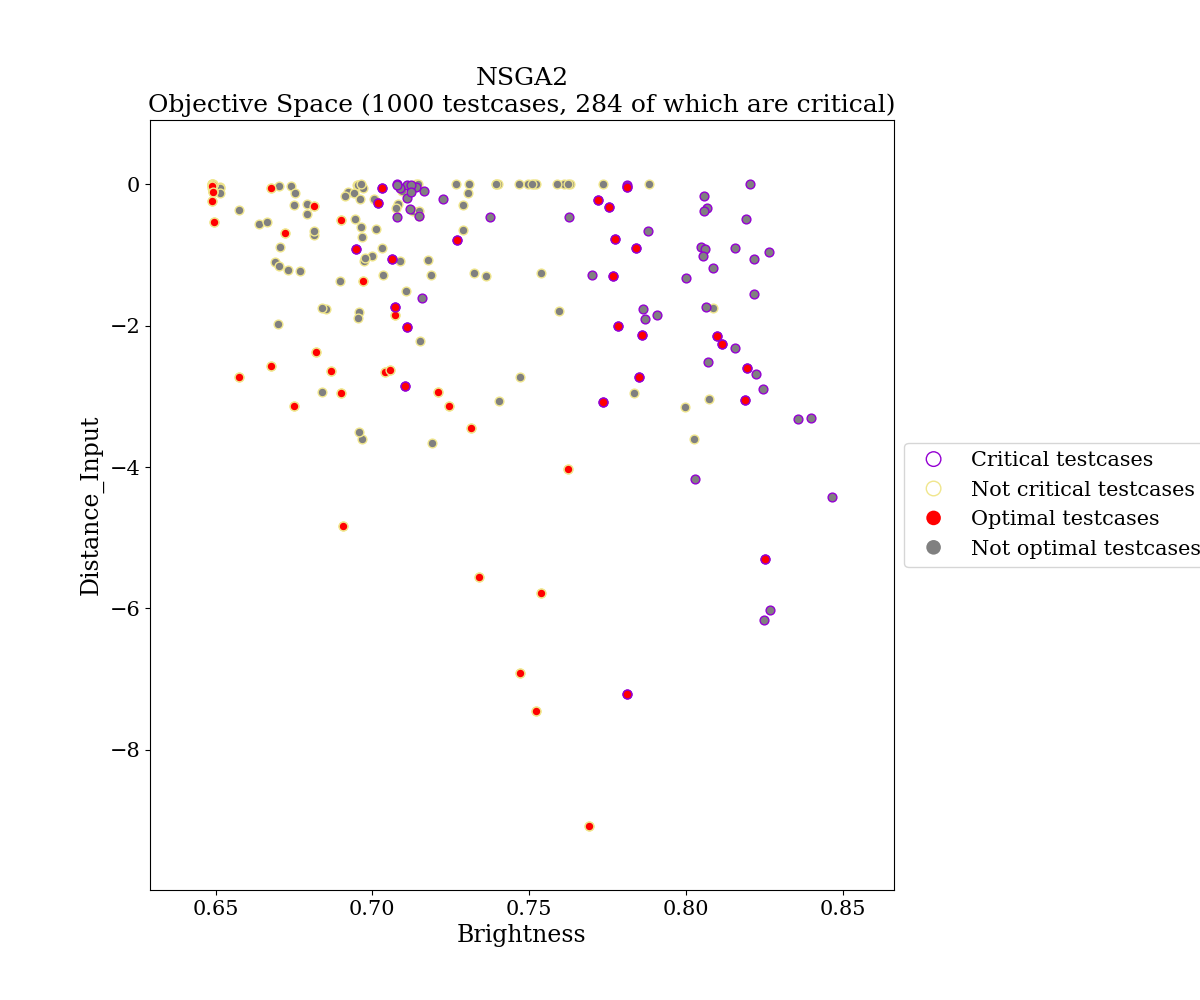 NSGA2
Objective Space (1000 testcases, 284 of which are critical)
0
−2
−4
−6
−8
Distance_Input
0.65
0.70
0.75
0.80
0.85
Brightness
Critical testcases
Not critical testcases
Optimal testcases
Not optimal testcases